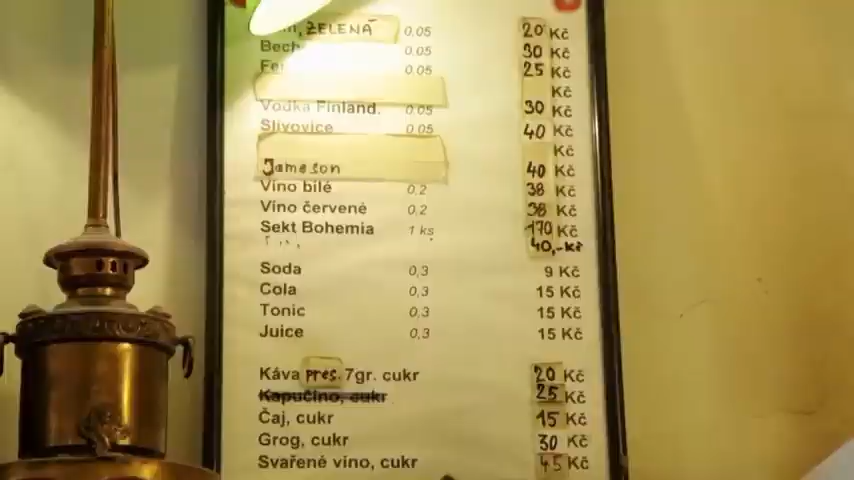 ZELENÁ 0.05 20 Kč
0.05 30 Kč
0.05 25 Kč
Kč
Vodka Finland. 0.05 30 Kč
Slivovice 0.05 40 Kč
Kč
Jameson 40 Kč
Víno bílé 0,2 38 Kč
Víno červené 0,2 38 Kč
Sekt Bohemia 1 ks 170 Kč
40,-Kč
Soda 0,3 9 Kč
Cola 0,3 15 Kč
Tonic 0,3 15 Kč
Juice 0,3 15 Kč
Káva pres. 7gr. cukr 20 Kč
Kapučíno, cukr 25 Kč
Čaj, cukr 15 Kč
Grog, cukr 30 Kč
Svařené víno, cukr 45 Kč